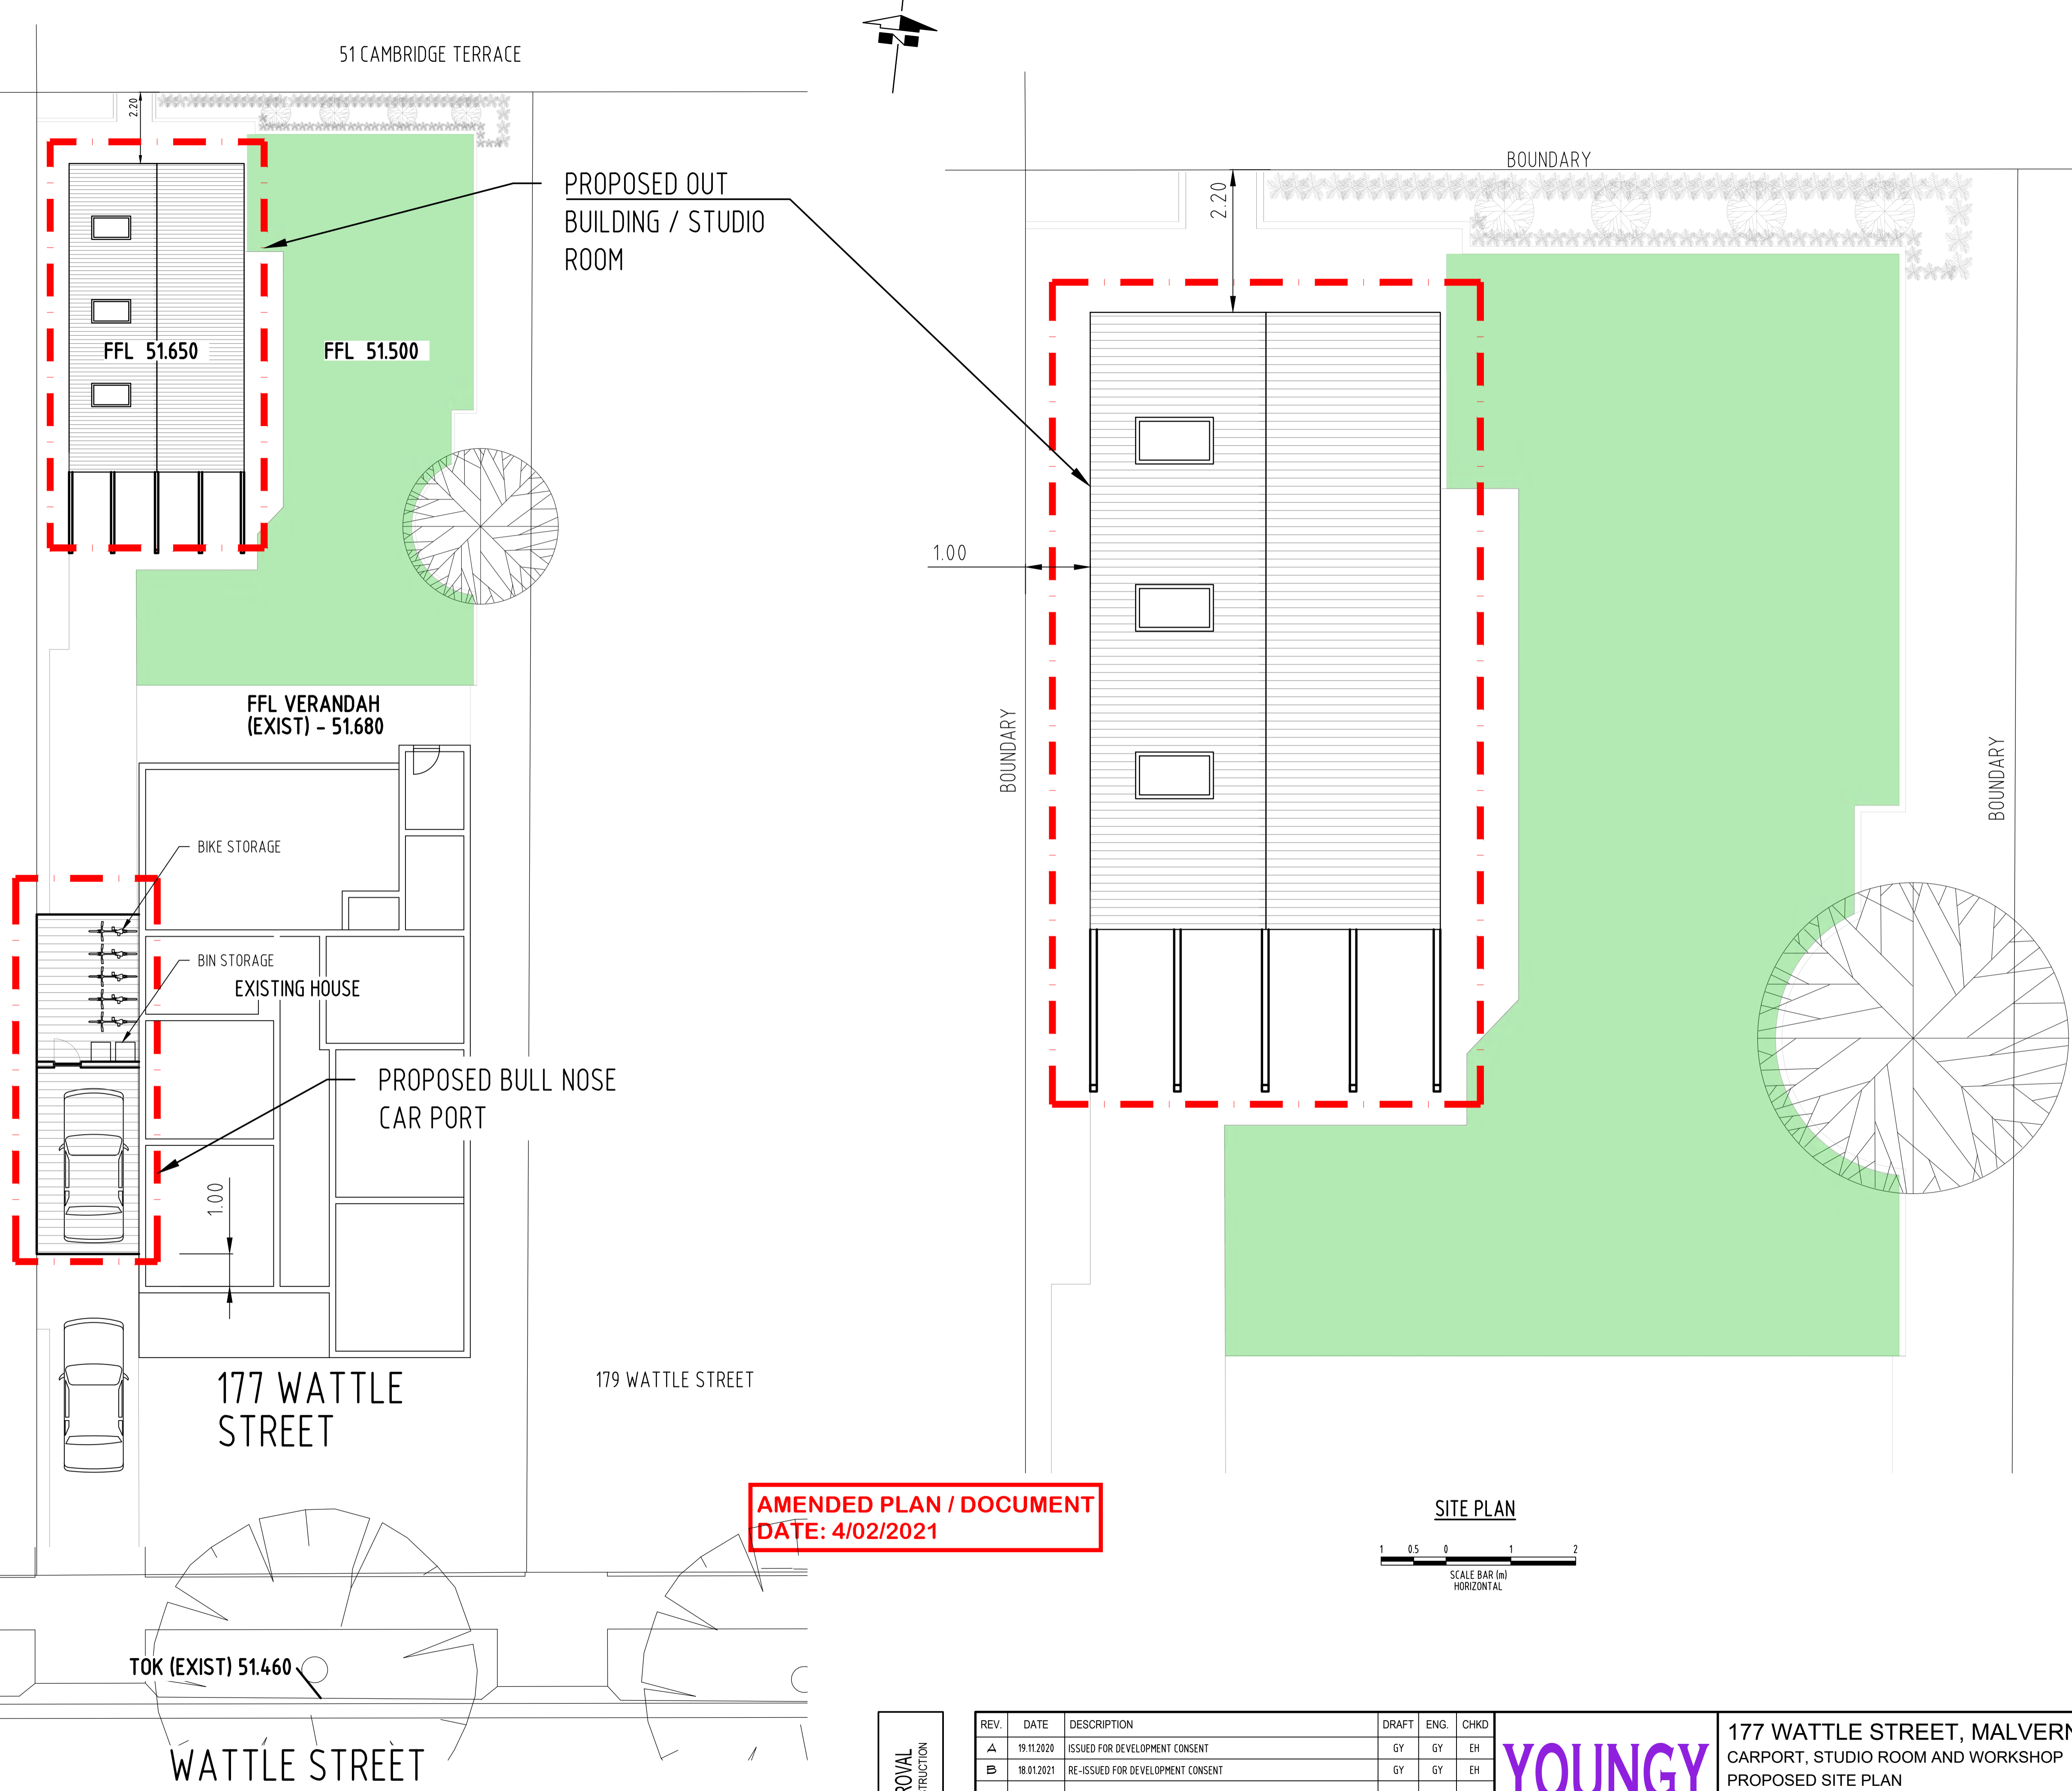 51 CAMBRIDGE TERRACE
2.20
PROPOSED OUT
BUILDING / STUDIO
ROOM
FFL 51.650
FFL 51.500
FFL VERANDAH
(EXIST) - 51.680
BIKE STORAGE
BIN STORAGE
EXISTING HOUSE
PROPOSED BULL NOSE
CAR PORT
1.00
177 WATTLE
STREET
179 WATTLE STREET
TOK (EXIST) 51.460
WATTLE STREET
BOUNDARY
2.20
1.00
BOUNDARY
BOUNDARY
AMENDED PLAN / DOCUMENT
DATE: 4/02/2021
SITE PLAN
1 0.5 0 1 2
SCALE BAR (m)
HORIZONTAL
REV. DATE DESCRIPTION DRAFT ENG. CHKD
A 19.11.2020 ISSUED FOR DEVELOPMENT CONSENT GY GY EH
B 18.01.2021 RE-ISSUED FOR DEVELOPMENT CONSENT GY GY EH
YOUNGY
177 WATTLE STREET, MALVERN
CARPORT, STUDIO ROOM AND WORKSHOP
PROPOSED SITE PLAN